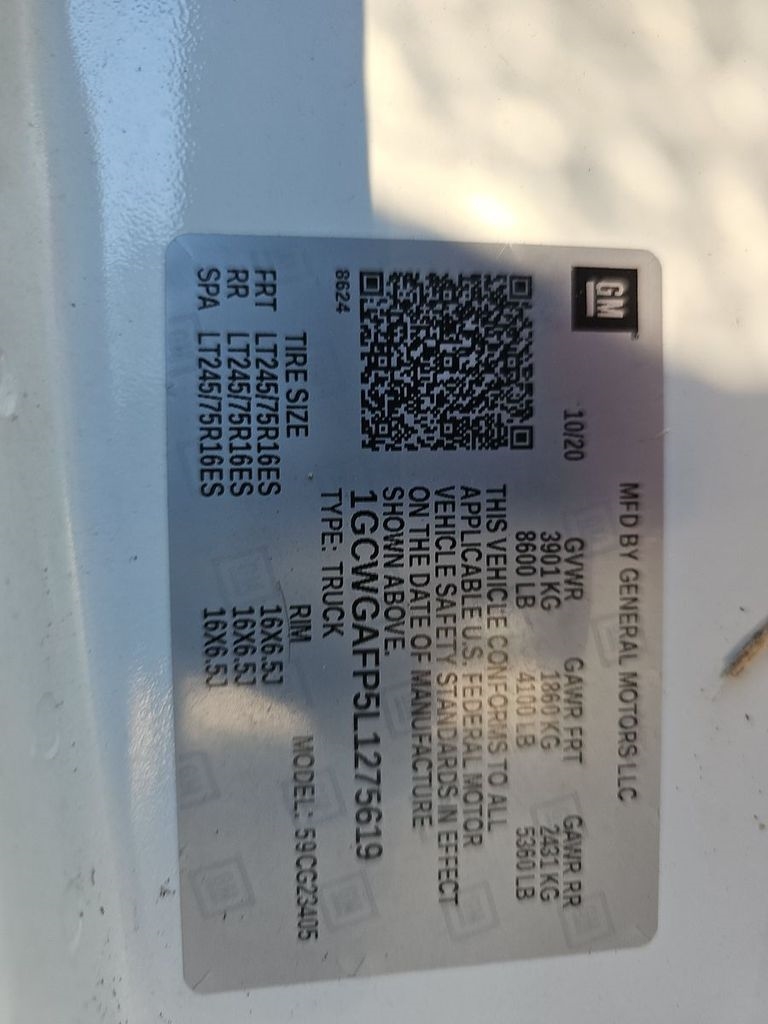 GM
MFD BY GENERAL MOTORS LLC
10/20
GVWR GAWR FRT GAWR RR
3901 KG 1860 KG 2431 KG
8600 LB 4100 LB 5360 LB
THIS VEHICLE CONFORMS TO ALL
APPLICABLE U.S. FEDERAL MOTOR
VEHICLE SAFETY STANDARDS IN EFFECT
ON THE DATE OF MANUFACTURE
SHOWN ABOVE.
1GCWGAFP5L1275619
8624
TYPE: TRUCK
MODEL: 59CG23405
TIRE SIZE RIM
FRT LT245/75R16ES 16X6.5J
RR LT245/75R16ES 16X6.5J
SPA LT245/75R16ES 16X6.5J